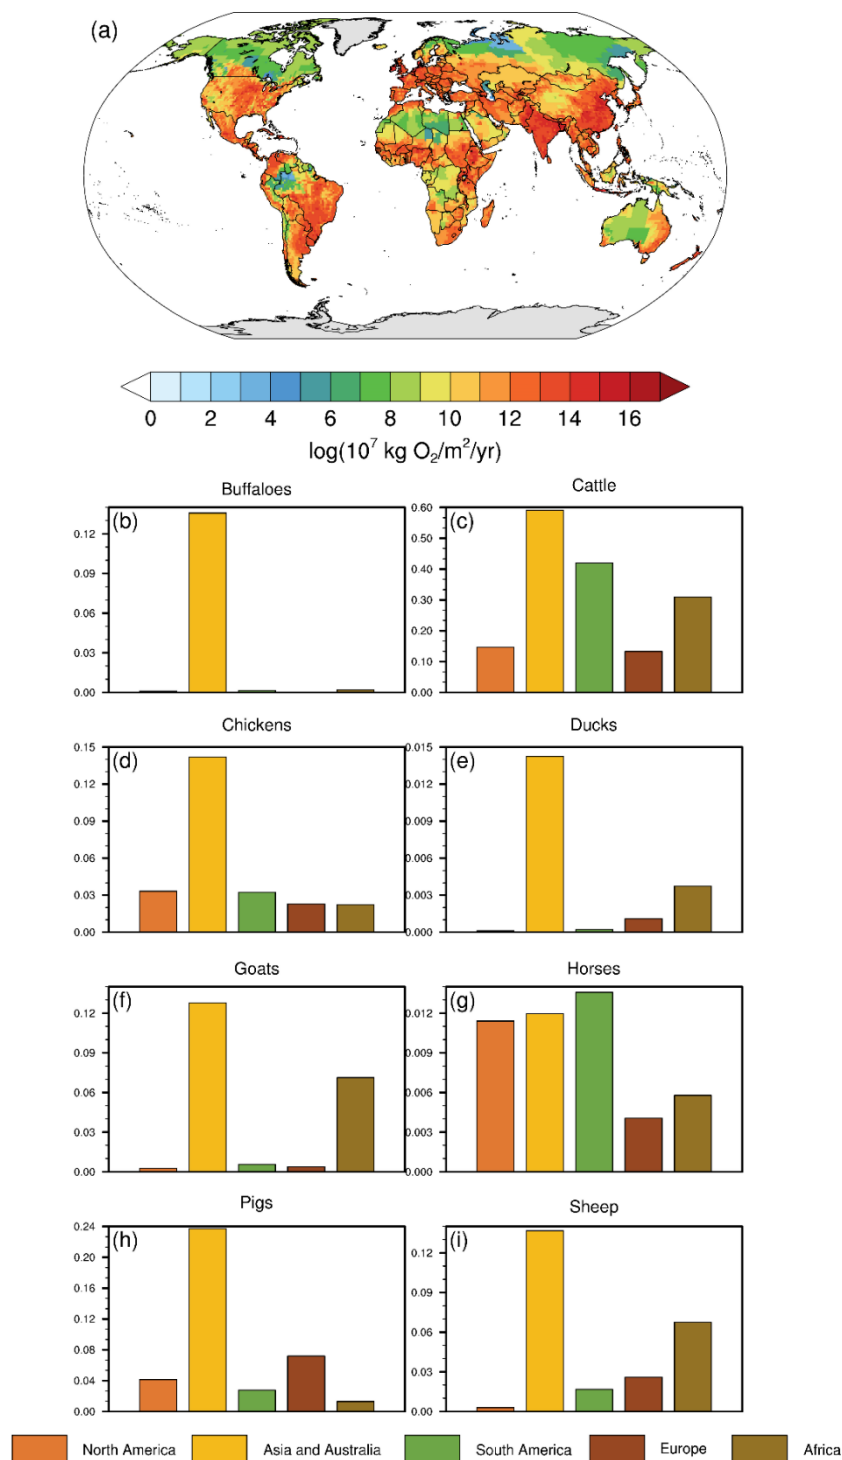 (a)
0 2 4 6 8 10 12 14 16
log(10⁷ kg O₂/m²/yr)
Buffaloes
(b)
0.12
0.09
0.06
0.03
0.00
Cattle
(c)
0.60
0.50
0.40
0.30
0.20
0.10
0.00
Chickens
(d)
0.15
0.12
0.09
0.06
0.03
0.00
Ducks
(e)
0.015
0.012
0.009
0.006
0.003
0.000
Goats
(f)
0.12
0.09
0.06
0.03
0.00
Horses
(g)
0.012
0.009
0.006
0.003
0.000
Pigs
(h)
0.24
0.20
0.16
0.12
0.08
0.04
0.00
Sheep
(i)
0.12
0.09
0.06
0.03
0.00
North America Asia and Australia South America Europe Africa